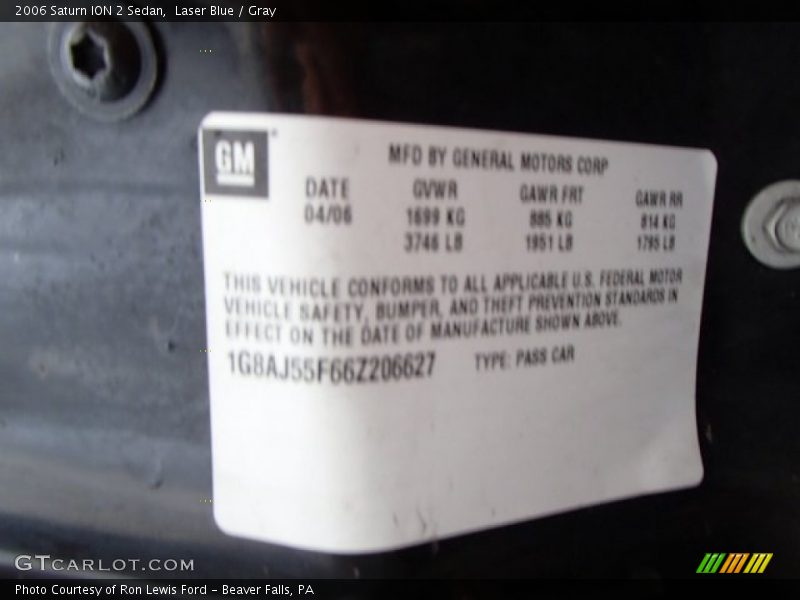 2006 Saturn ION 2 Sedan,  Laser Blue / Gray
GM
MFD BY GENERAL MOTORS CORP
DATE GVWR GAWR FRT GAWR RR
04/06 1699 KG 885 KG 814 KG
3746 LB 1951 LB 1795 LB
THIS VEHICLE CONFORMS TO ALL APPLICABLE U.S. FEDERAL MOTOR
VEHICLE SAFETY, BUMPER, AND THEFT PREVENTION STANDARDS IN
EFFECT ON THE DATE OF MANUFACTURE SHOWN ABOVE.
1G8AJ55F66Z206627 TYPE: PASS CAR
GTCARLOT.COM
Photo Courtesy of Ron Lewis Ford - Beaver Falls, PA